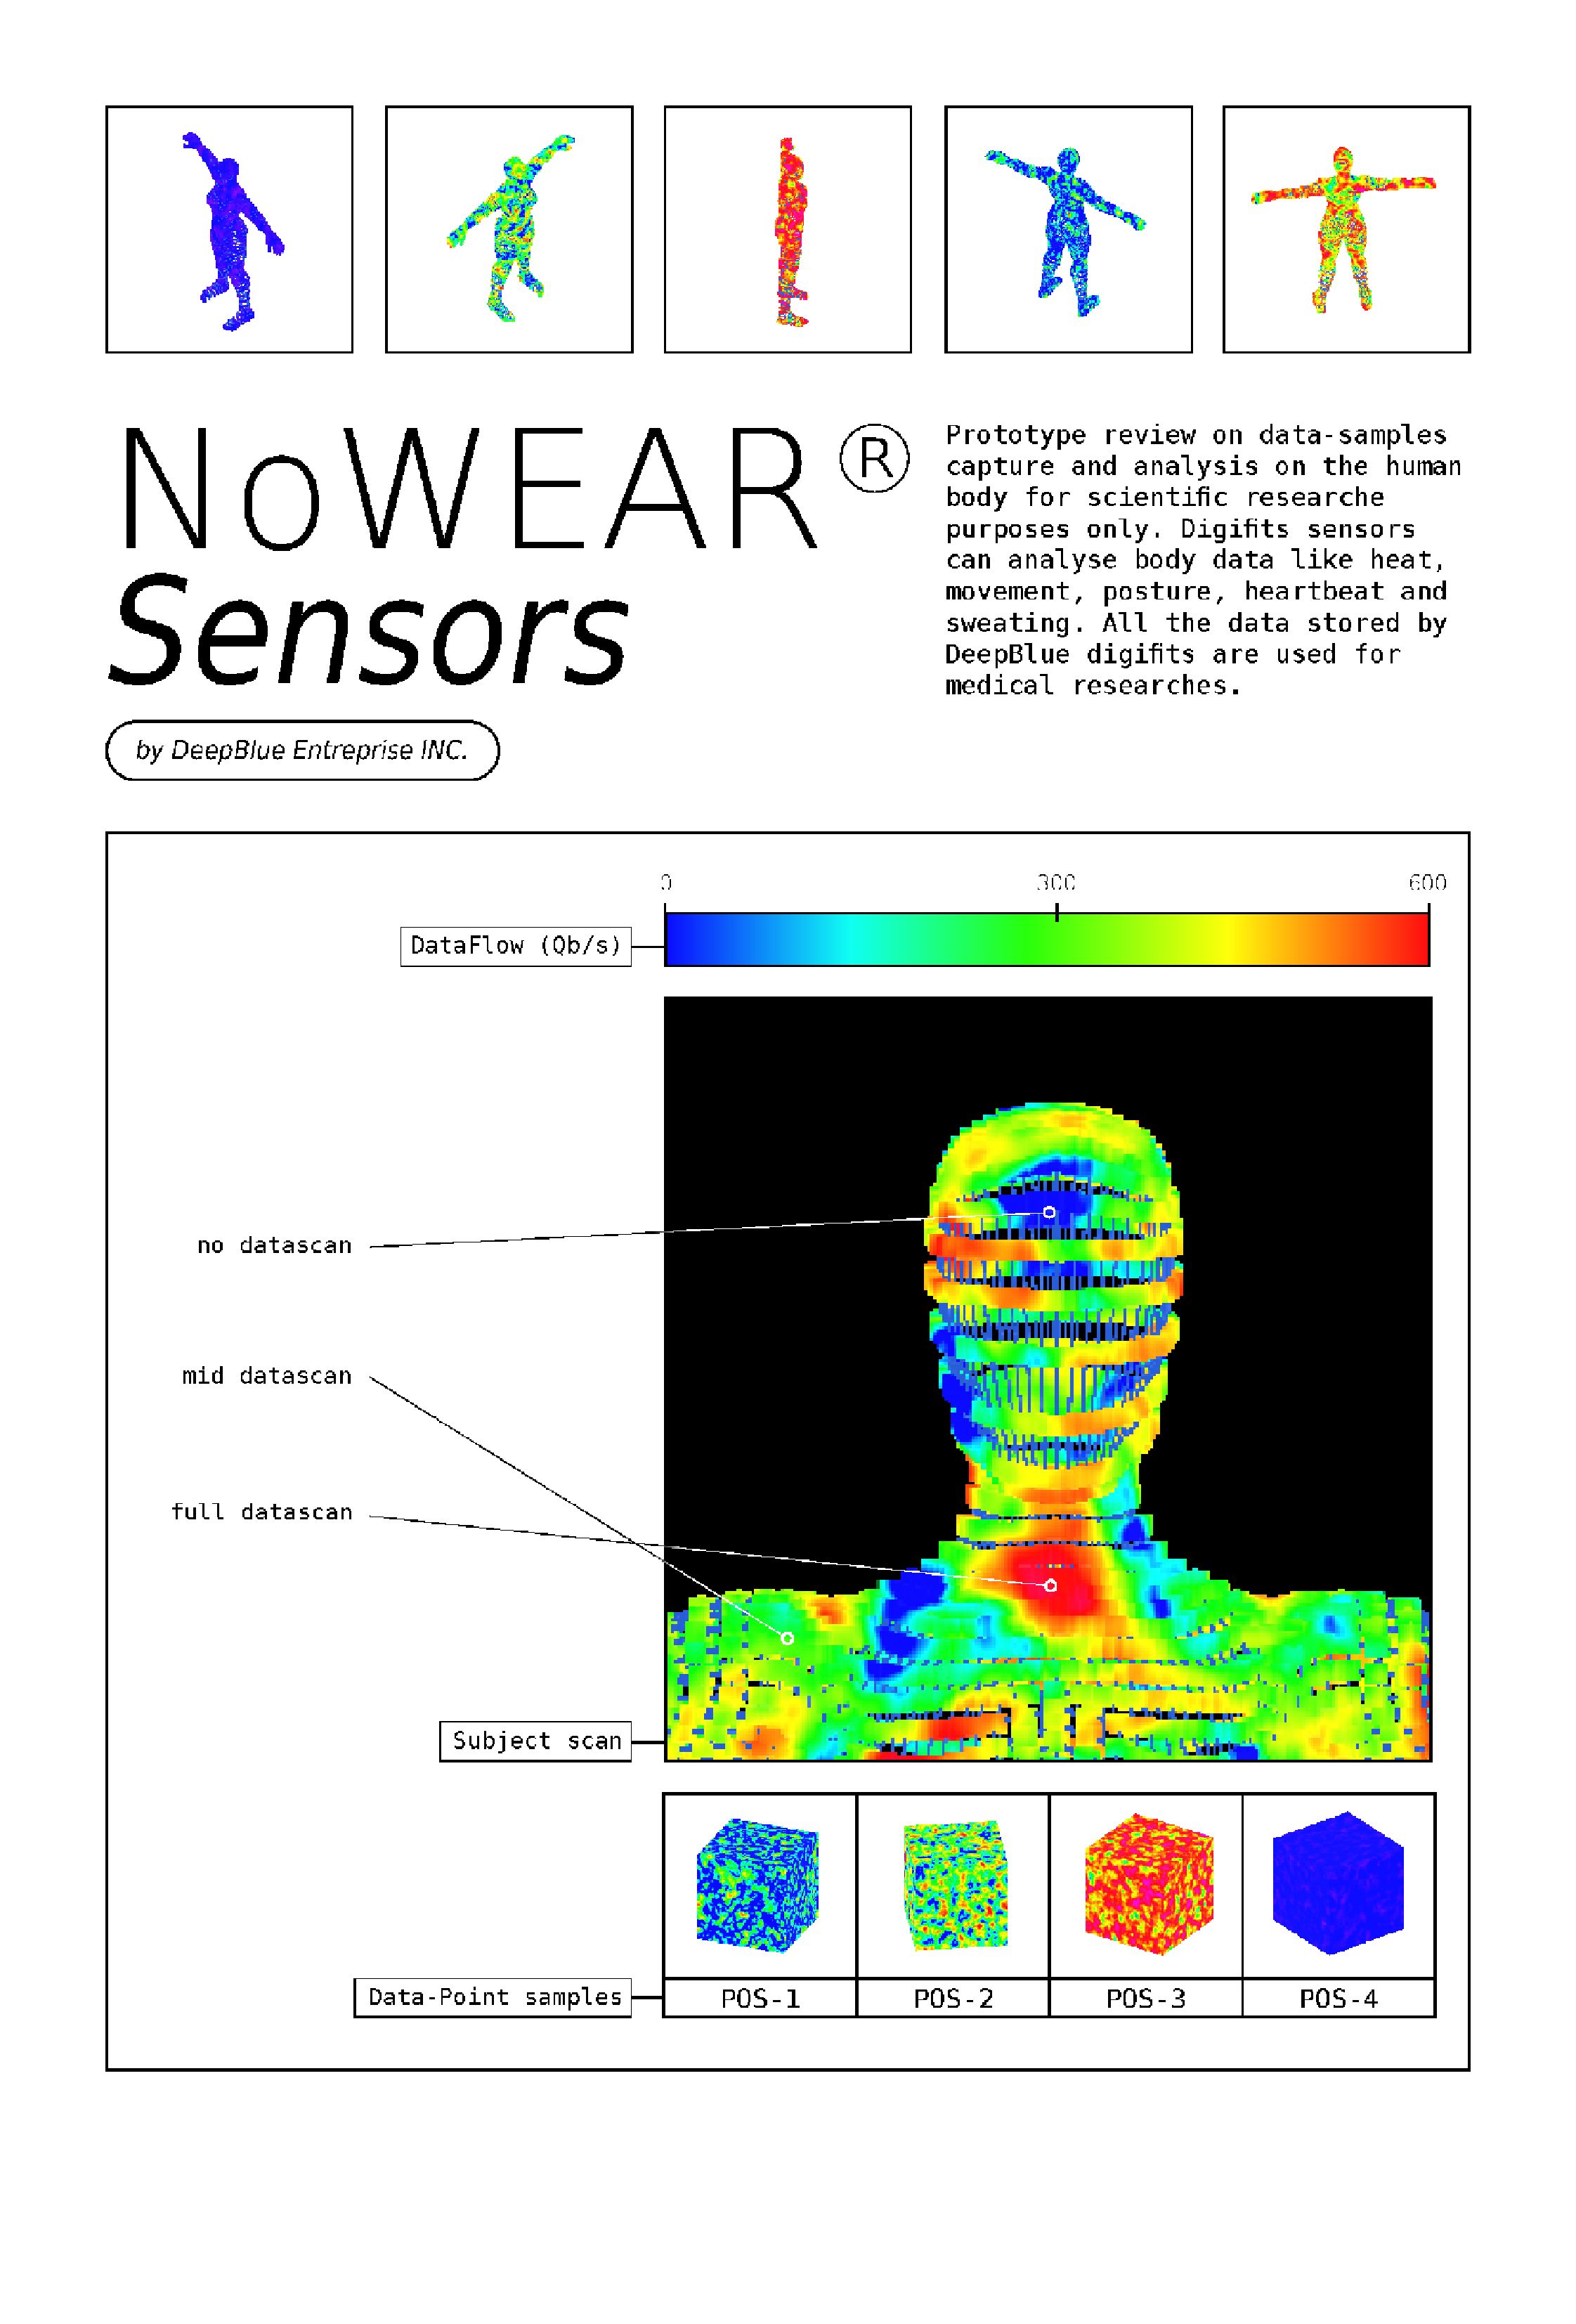 NoWEAR®
Sensors
by DeepBlue Entreprise INC.
Prototype review on data-samples
capture and analysis on the human
body for scientific researche
purposes only. Digifits sensors
can analyse body data like heat,
movement, posture, heartbeat and
sweating. All the data stored by
DeepBlue digifits are used for
medical researches.
0 300 600
DataFlow (Qb/s)
no datascan
mid datascan
full datascan
Subject scan
Data-Point samples
POS-1 POS-2 POS-3 POS-4